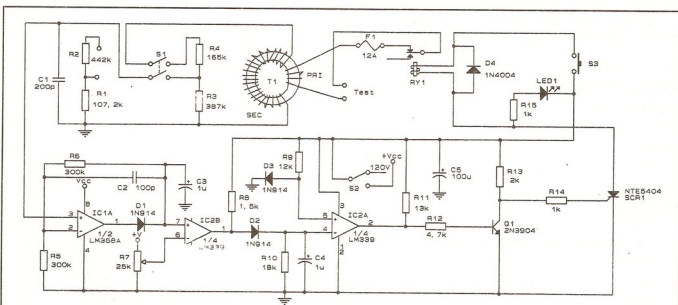 R2
442k
S1
R4
165k
C1
200p
R1
107, 2k
R3
387k
T1
PRI
SEC
F1
12A
Test
RY1
D4
1N4004
LED1
R15
1k
S3
R6
300k
C2 100p
C3
1u
Vcc
8
3
2
1
4
IC1A
1/2
LM358A
D1
1N914
+V
R7
25k
R5
300k
7
6
1
IC2B
1/4
LM339
R8
1, 5k
D3
1N914
R9
12k
D2
1N914
R10
18k
C4
1u
S2
120V
+Vcc
3
5
4
2
IC2A
1/4
LM339
C5
100u
R11
13k
R12
4, 7k
R13
2k
R14
1k
Q1
2N3904
NTE5404
SCR1